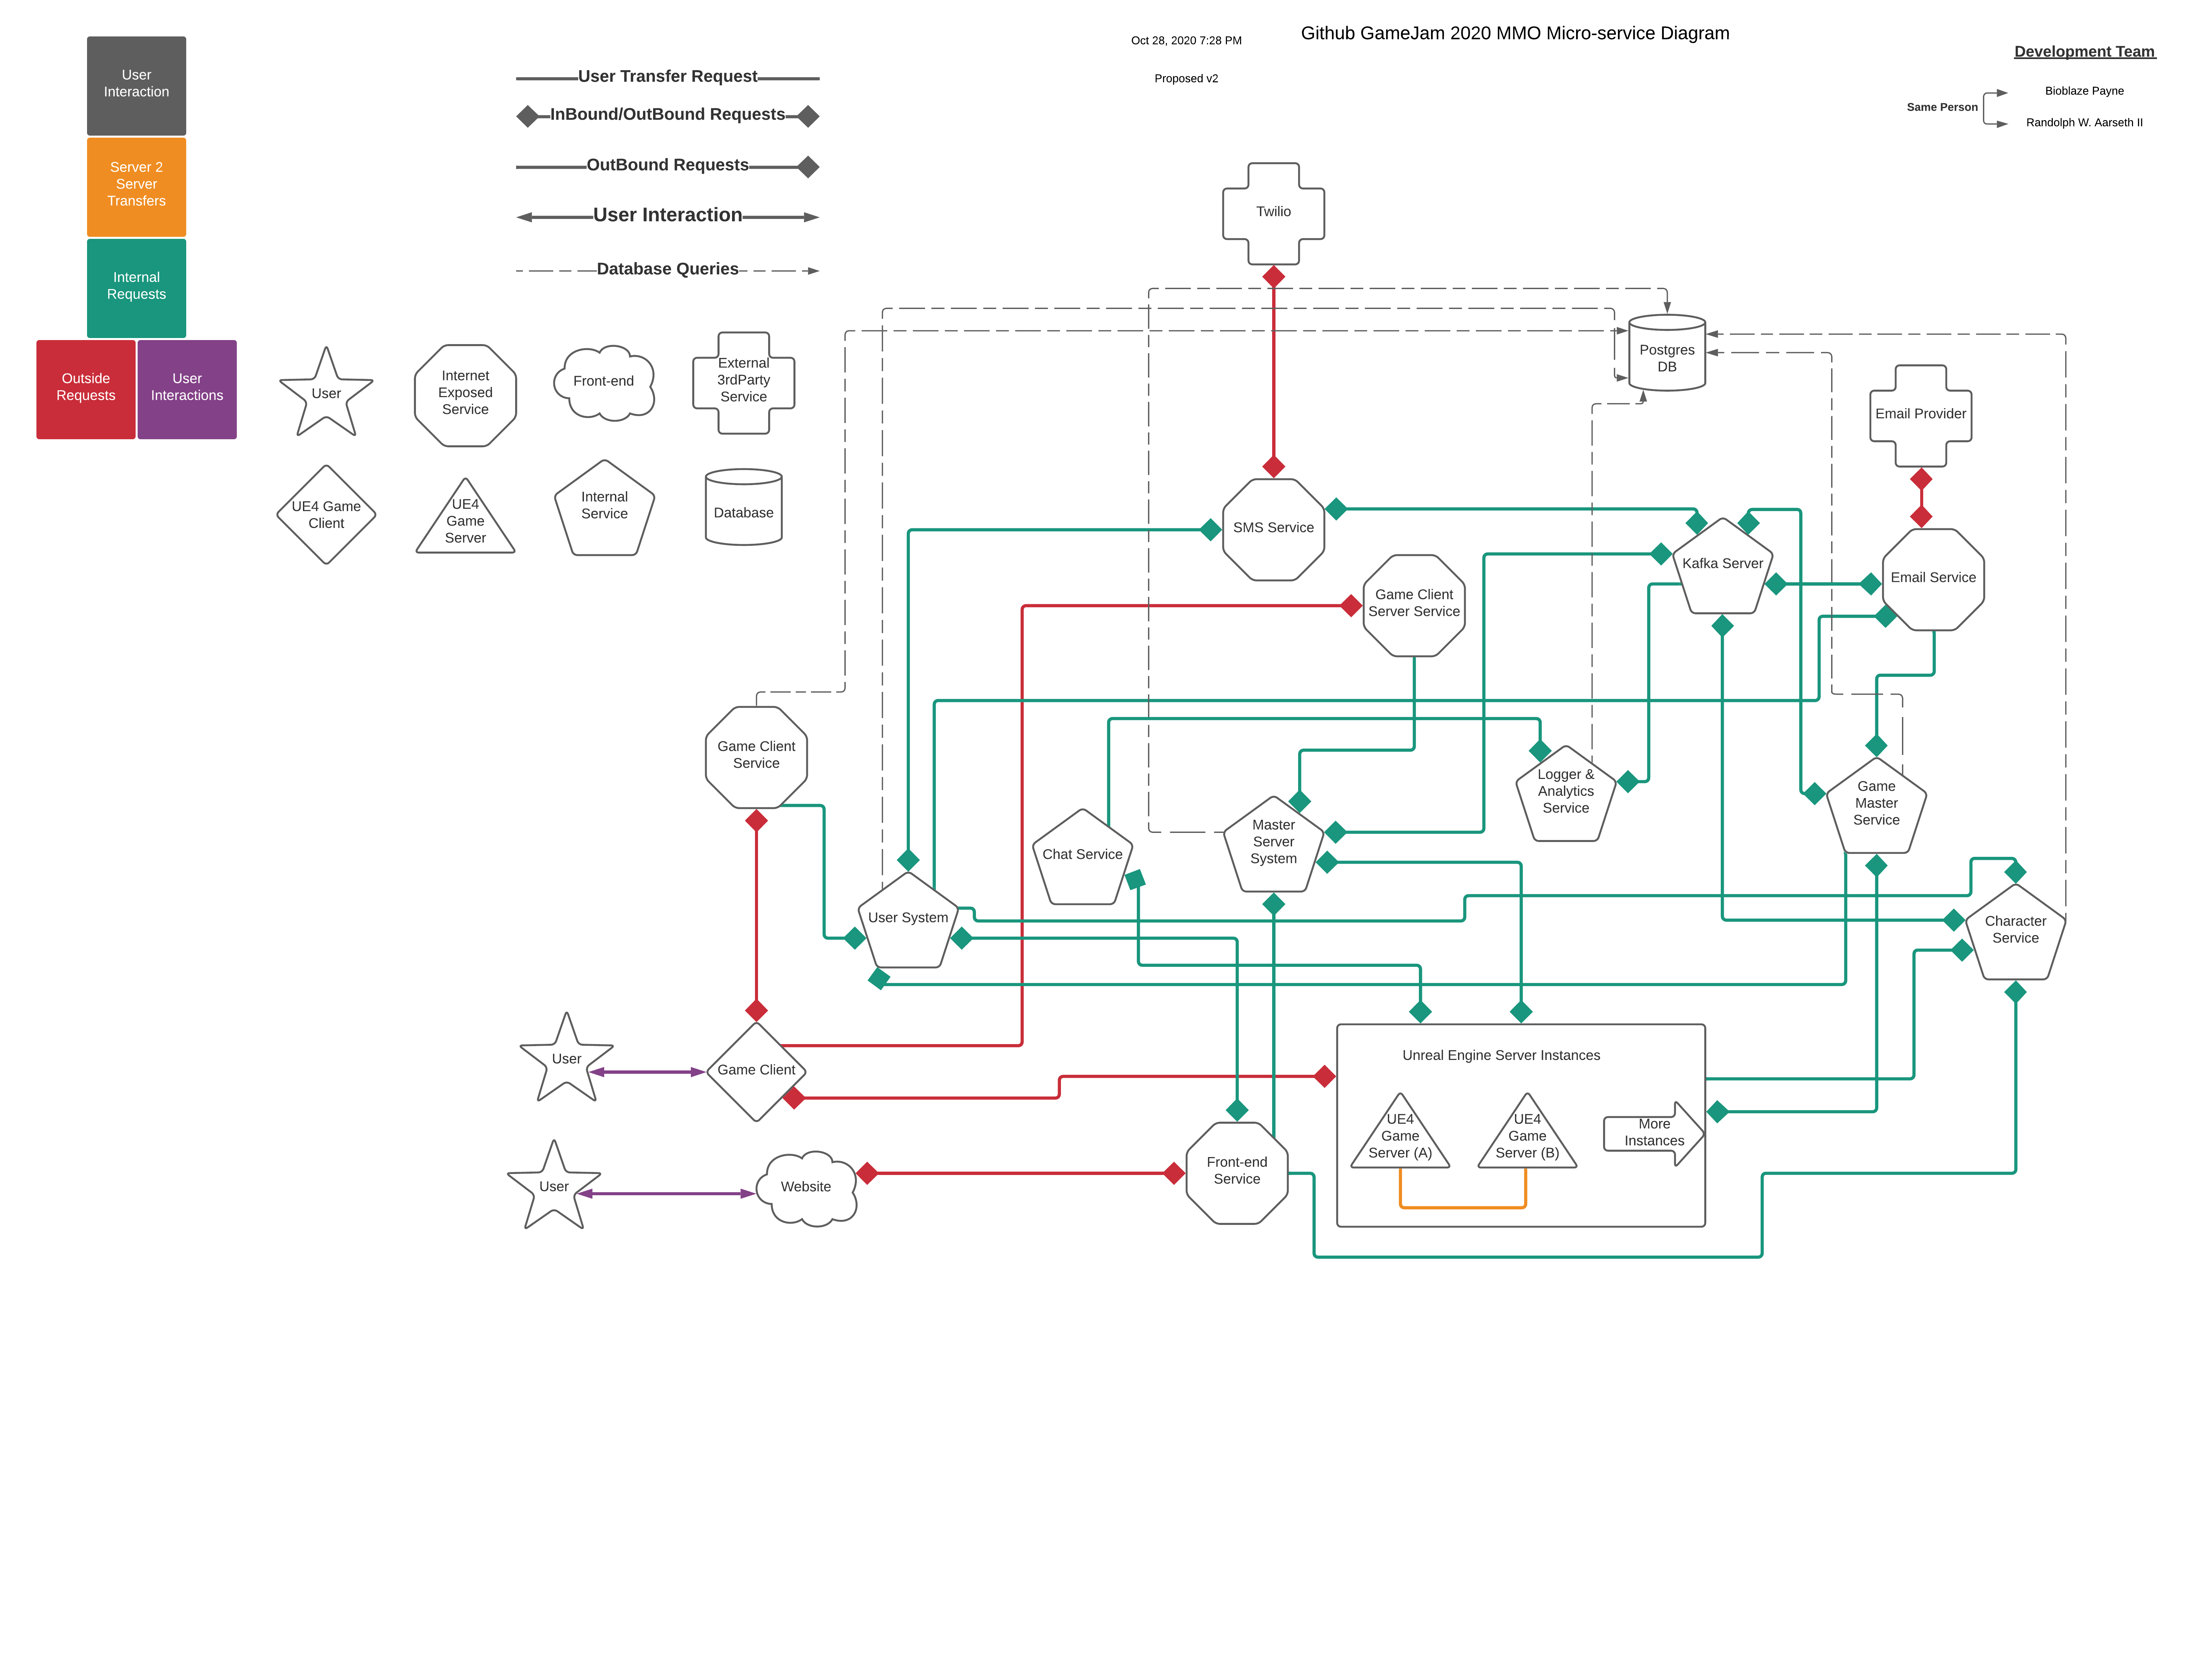 Github GameJam 2020 MMO Micro-service Diagram
Oct 28, 2020 7:28 PM
Proposed v2
Development Team
Same Person
Bioblaze Payne
Randolph W. Aarseth II
User
Interaction
Server 2
Server
Transfers
Internal
Requests
Outside
Requests
User
Interactions
User Transfer Request
InBound/OutBound Requests
OutBound Requests
User Interaction
Database Queries
User
Internet
Exposed
Service
Front-end
External
3rdParty
Service
UE4 Game
Client
UE4
Game
Server
Internal
Service
Database
Twilio
Postgres
DB
Email Provider
SMS Service
Kafka Server
Email Service
Game Client
Server Service
Game Client
Service
Logger &
Analytics
Service
Game
Master
Service
Chat Service
Master
Server
System
User System
Character
Service
User
Game Client
Unreal Engine Server Instances
UE4
Game
Server (A)
UE4
Game
Server (B)
More
Instances
User
Website
Front-end
Service